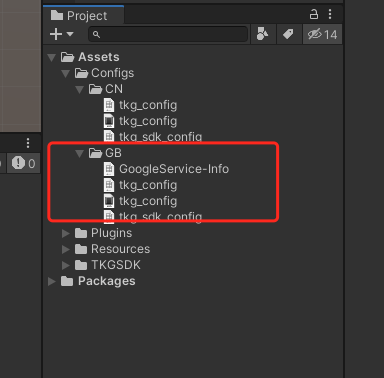 Project
14
Assets
Configs
CN
tkg_config
tkg_config
tkg_sdk_config
0
GB
GoogleService-Info
tkg_config
tkg_config
tkg_sdk_config
Plugins
Resources
TKGSDK
Packages